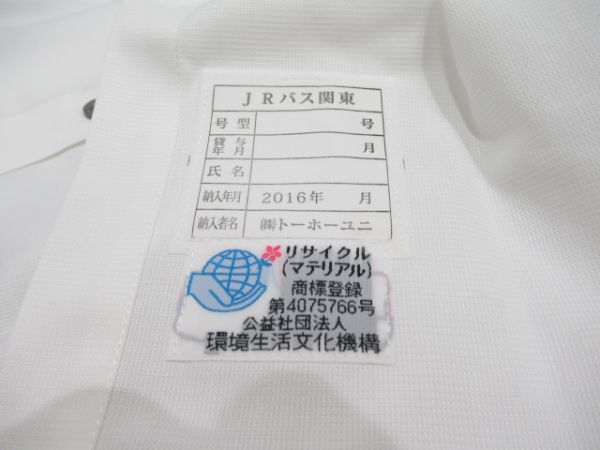 JRバス関東
号型 号
貸与年月 月
氏名
納入年月 2016年 月
納入者名 ㈱トーホーユニ
リサイクル
(マテリアル)
商標登録
第4075766号
公益社団法人
環境生活文化機構